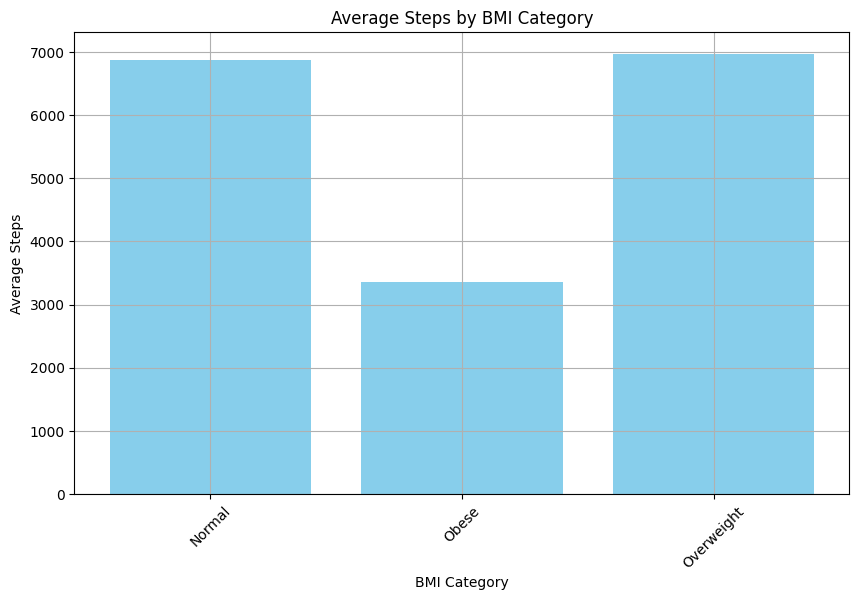 Average Steps by BMI Category
Average Steps
7000
6000
5000
4000
3000
2000
1000
0
Normal
Obese
Overweight
BMI Category